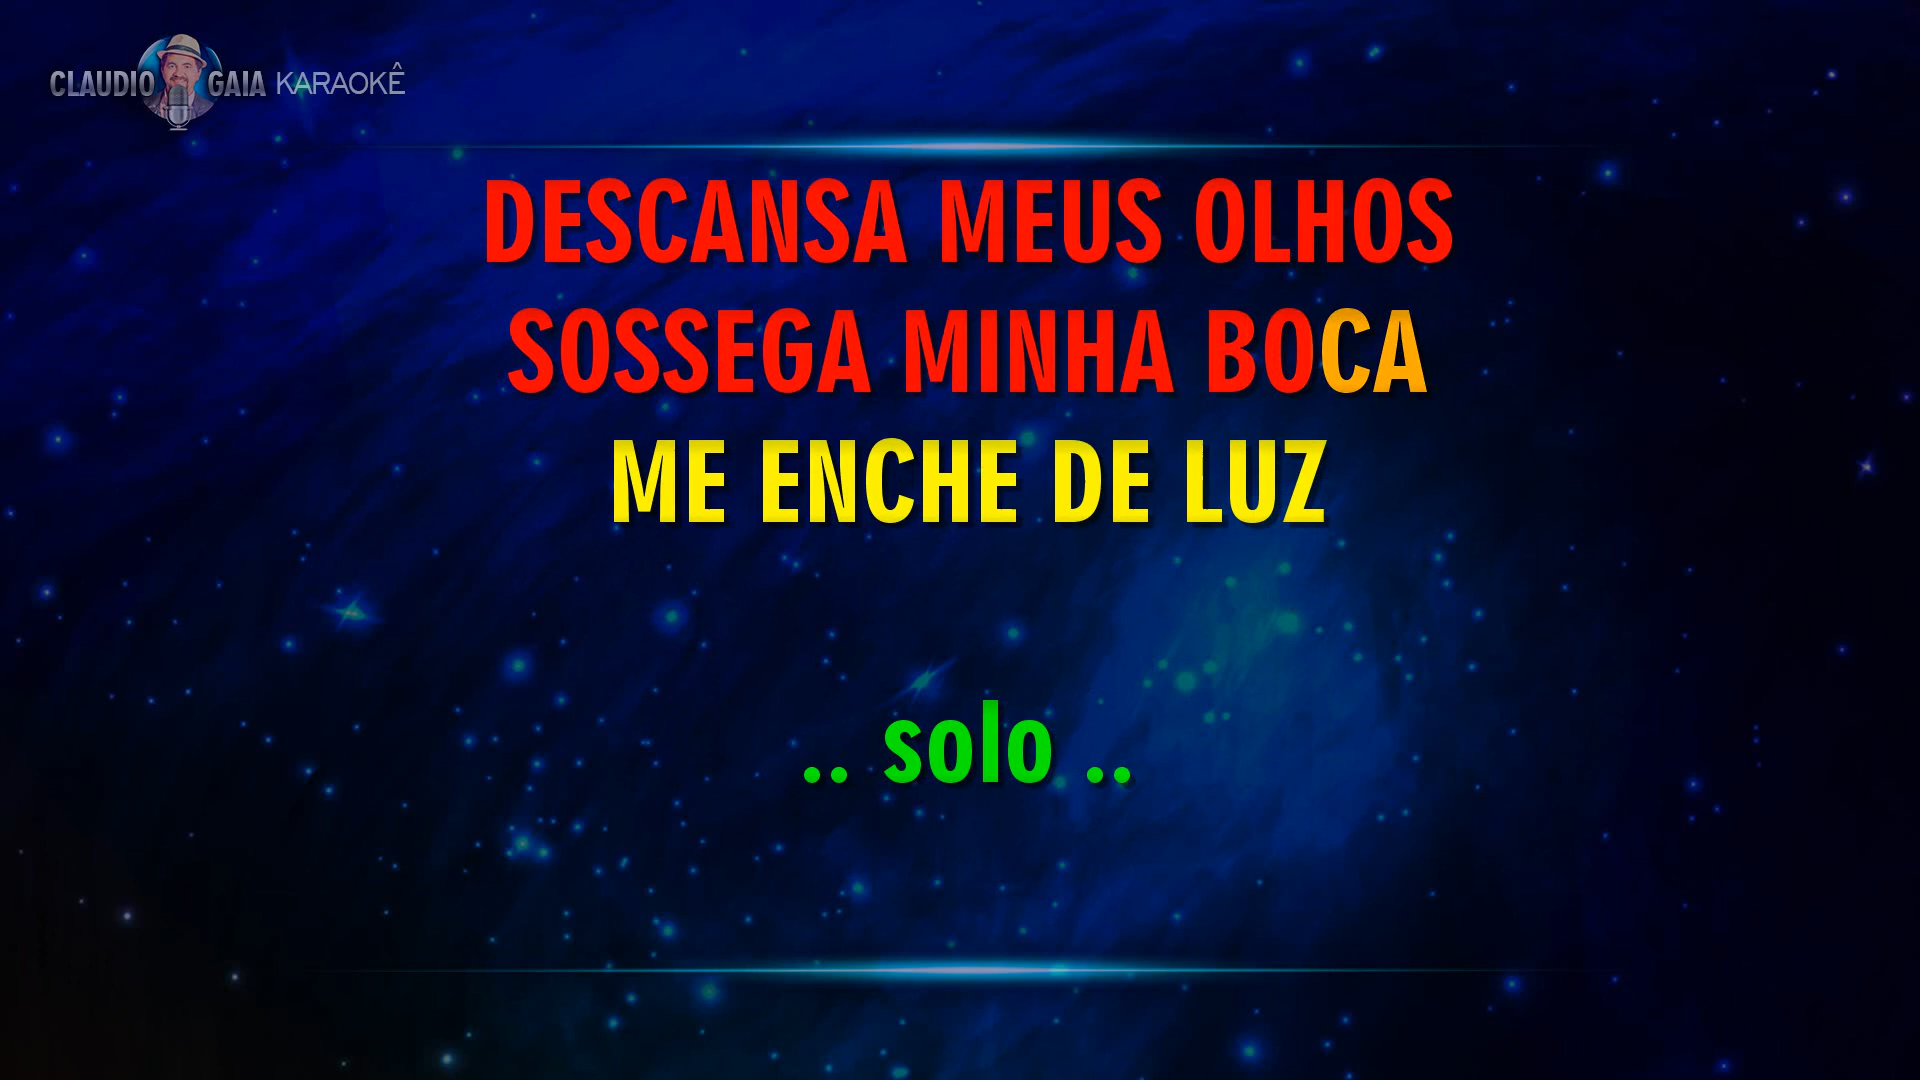 CLAUDIO GAIA KARAOKÊ
DESCANSA MEUS OLHOS
SOSSEGA MINHA BOCA
ME ENCHE DE LUZ
.. solo ..